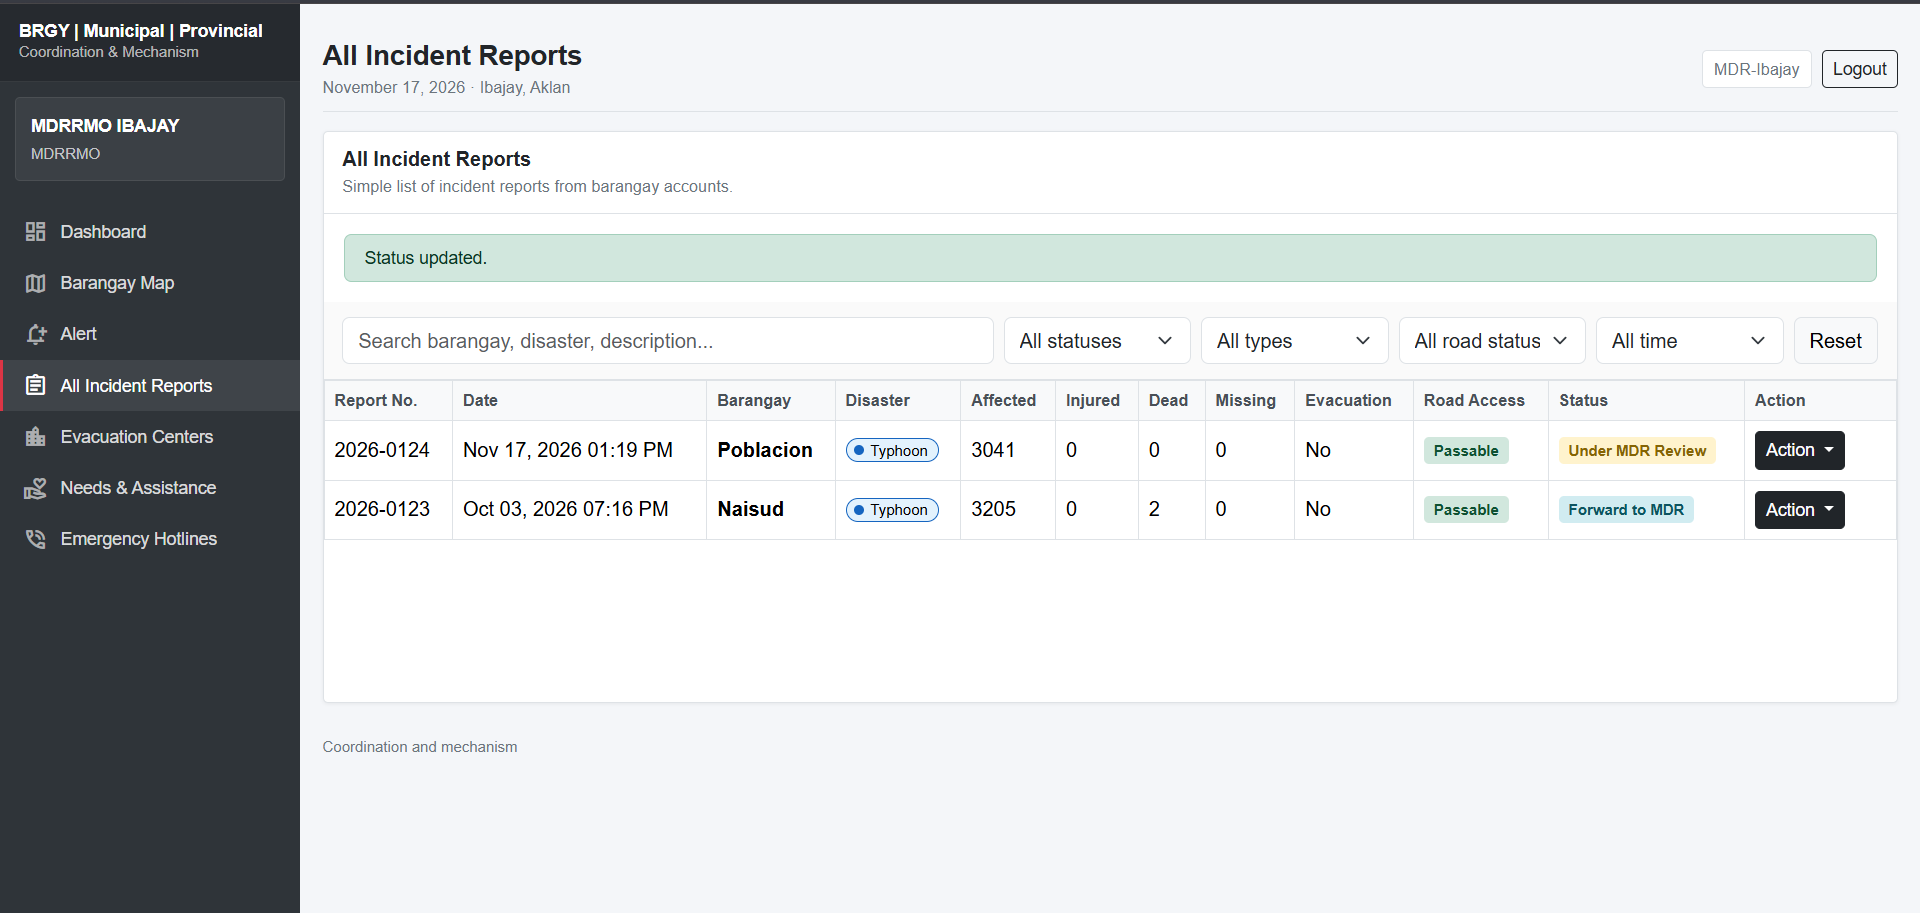 BRGY | Municipal | Provincial
Coordination & Mechanism
MDRRMO IBAJAY
MDRRMO
Dashboard
Barangay Map
Alert
All Incident Reports
Evacuation Centers
Needs & Assistance
Emergency Hotlines
All Incident Reports
November 17, 2026 · Ibajay, Aklan
MDR-Ibajay
Logout
All Incident Reports
Simple list of incident reports from barangay accounts.
Status updated.
Search barangay, disaster, description... All statuses All types All road status All time Reset
Report No. Date Barangay Disaster Affected Injured Dead Missing Evacuation Road Access Status Action
2026-0124 Nov 17, 2026 01:19 PM Poblacion Typhoon 3041 0 0 0 No Passable Under MDR Review Action
2026-0123 Oct 03, 2026 07:16 PM Naisud Typhoon 3205 0 2 0 No Passable Forward to MDR Action
Coordination and mechanism